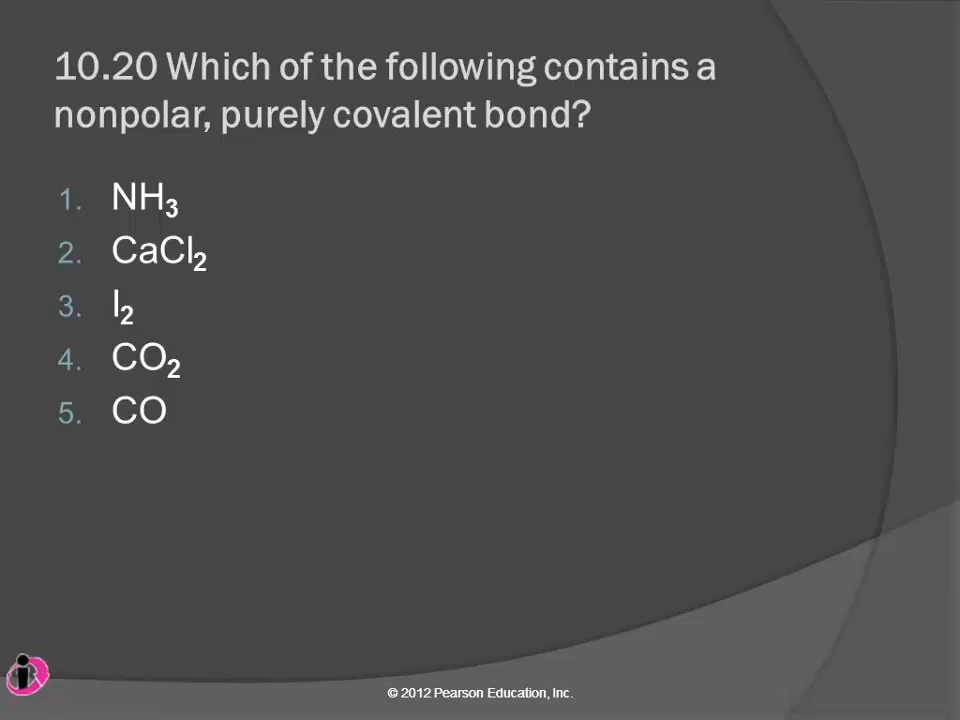 10.20 Which of the following contains a
nonpolar, purely covalent bond?
1. NH₃
2. CaCl₂
3. I₂
4. CO₂
5. CO
© 2012 Pearson Education, Inc.